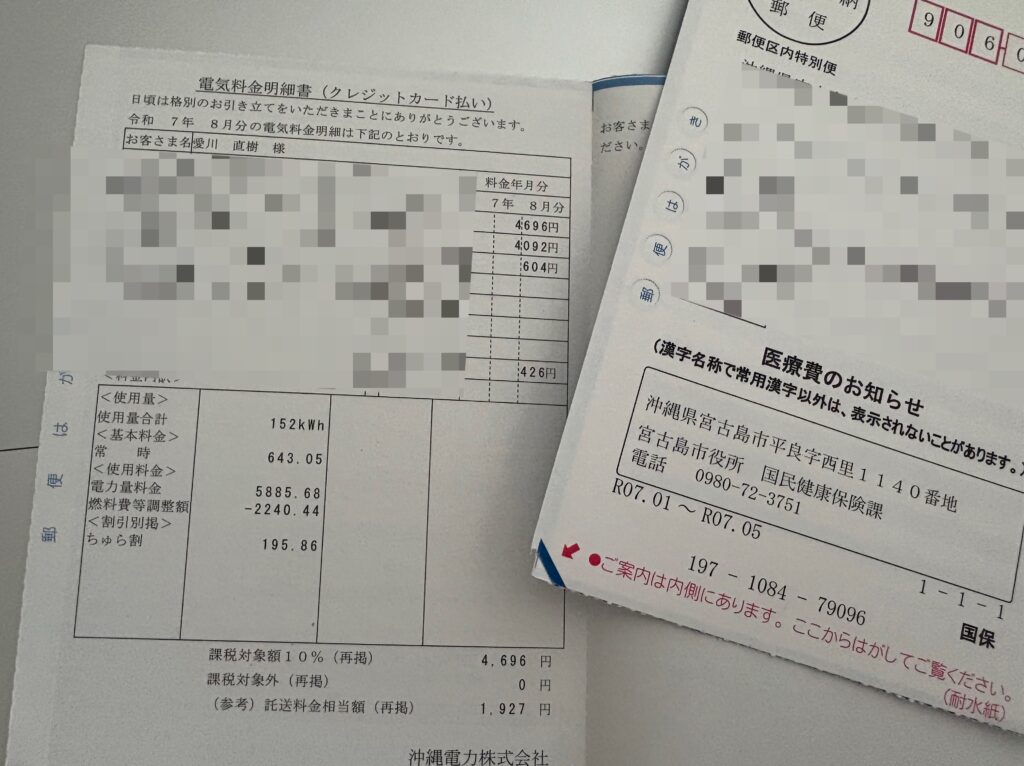 電気料金明細書（クレジットカード払い）
日頃は格別のお引き立てをいただきまことにありがとうございます。
令和　７年　８月分の電気料金明細は下記のとおりです。
お客さま名 愛川　直樹　様
料金年月分
７年　８月分
4696円
4092円
604円
426円
＜使用量＞
使用量合計 152kWh
＜基本料金＞
常　　時 643.05
＜使用料金＞
電力量料金 5885.68
燃料費等調整額 -2240.44
＜割引別掲＞
ちゅら割 195.86
課税対象額１０％（再掲） 4,696 円
課税対象外（再掲） 0 円
（参考）託送料金相当額（再掲） 1,927 円
沖縄電力株式会社
郵便はが
お客さま
ださい。
納
郵便
906
郵便区内特別便
郵便はがき
医療費のお知らせ
（漢字名称で常用漢字以外は、表示されないことがあります。
沖縄県宮古島市平良字西里１１４０番地
宮古島市役所　国民健康保険課
電話　0980-72-3751
R07.01 ～ R07.05
1 - 1 - 1
197 - 1084 - 79096
国保
●ご案内は内側にあります。ここからはがしてご覧ください。
（耐水紙）